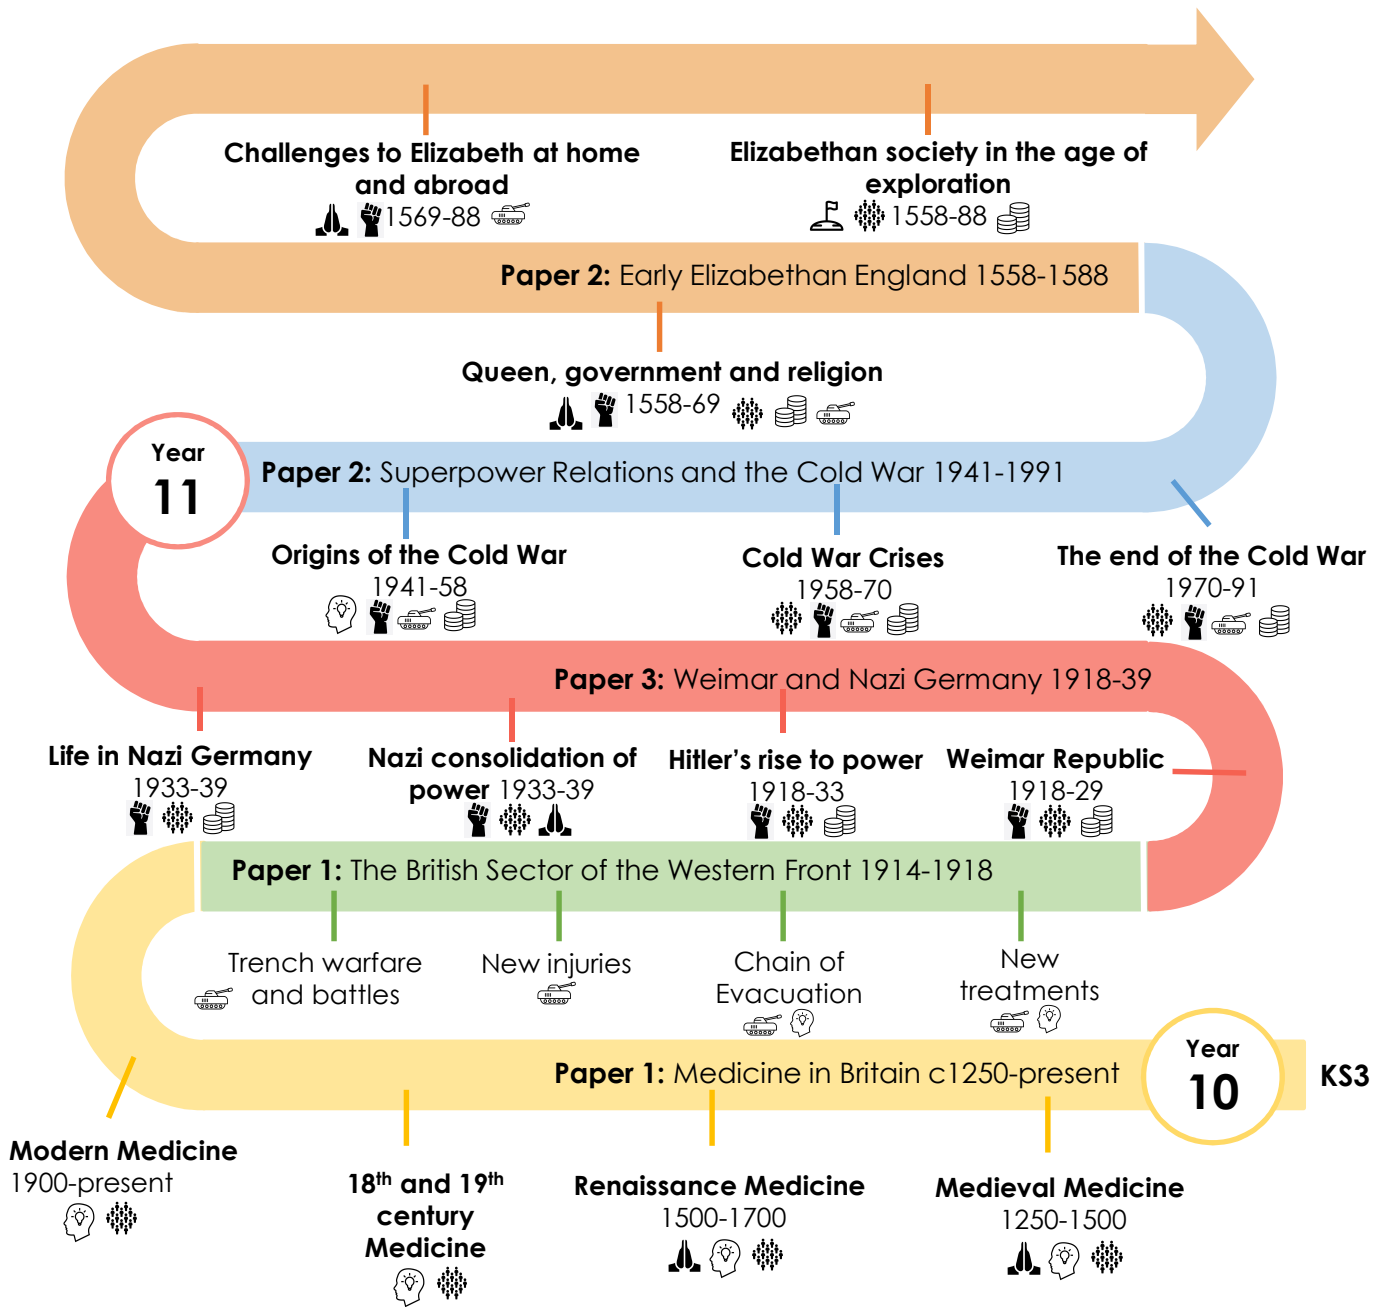 Challenges to Elizabeth at home
and abroad
1569-88
Elizabethan society in the age of
exploration
1558-88
Paper 2: Early Elizabethan England 1558-1588
Queen, government and religion
1558-69
Year
11
Paper 2: Superpower Relations and the Cold War 1941-1991
Origins of the Cold War
1941-58
Cold War Crises
1958-70
The end of the Cold War
1970-91
Paper 3: Weimar and Nazi Germany 1918-39
Life in Nazi Germany
1933-39
Nazi consolidation of
power 1933-39
Hitler's rise to power
1918-33
Weimar Republic
1918-29
Paper 1: The British Sector of the Western Front 1914-1918
Trench warfare
and battles
New injuries
Chain of
Evacuation
New
treatments
Paper 1: Medicine in Britain c1250-present
Year
10
KS3
Modern Medicine
1900-present
18th and 19th
century
Medicine
Renaissance Medicine
1500-1700
Medieval Medicine
1250-1500